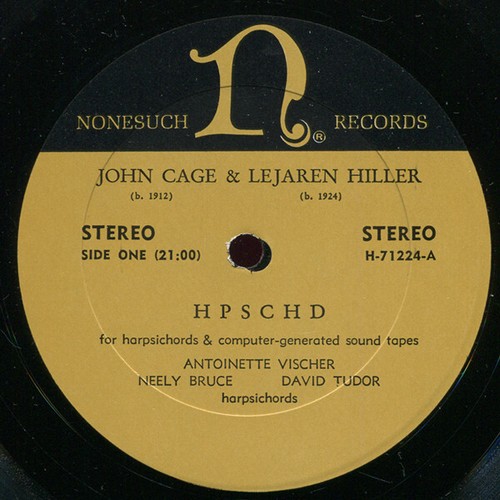 n ®
NONESUCH RECORDS
JOHN CAGE & LEJAREN HILLER
(b. 1912) (b. 1924)
STEREO STEREO
SIDE ONE (21:00) H-71224-A
H P S C H D
for harpsichords & computer-generated sound tapes
ANTOINETTE VISCHER
NEELY BRUCE DAVID TUDOR
harpsichords